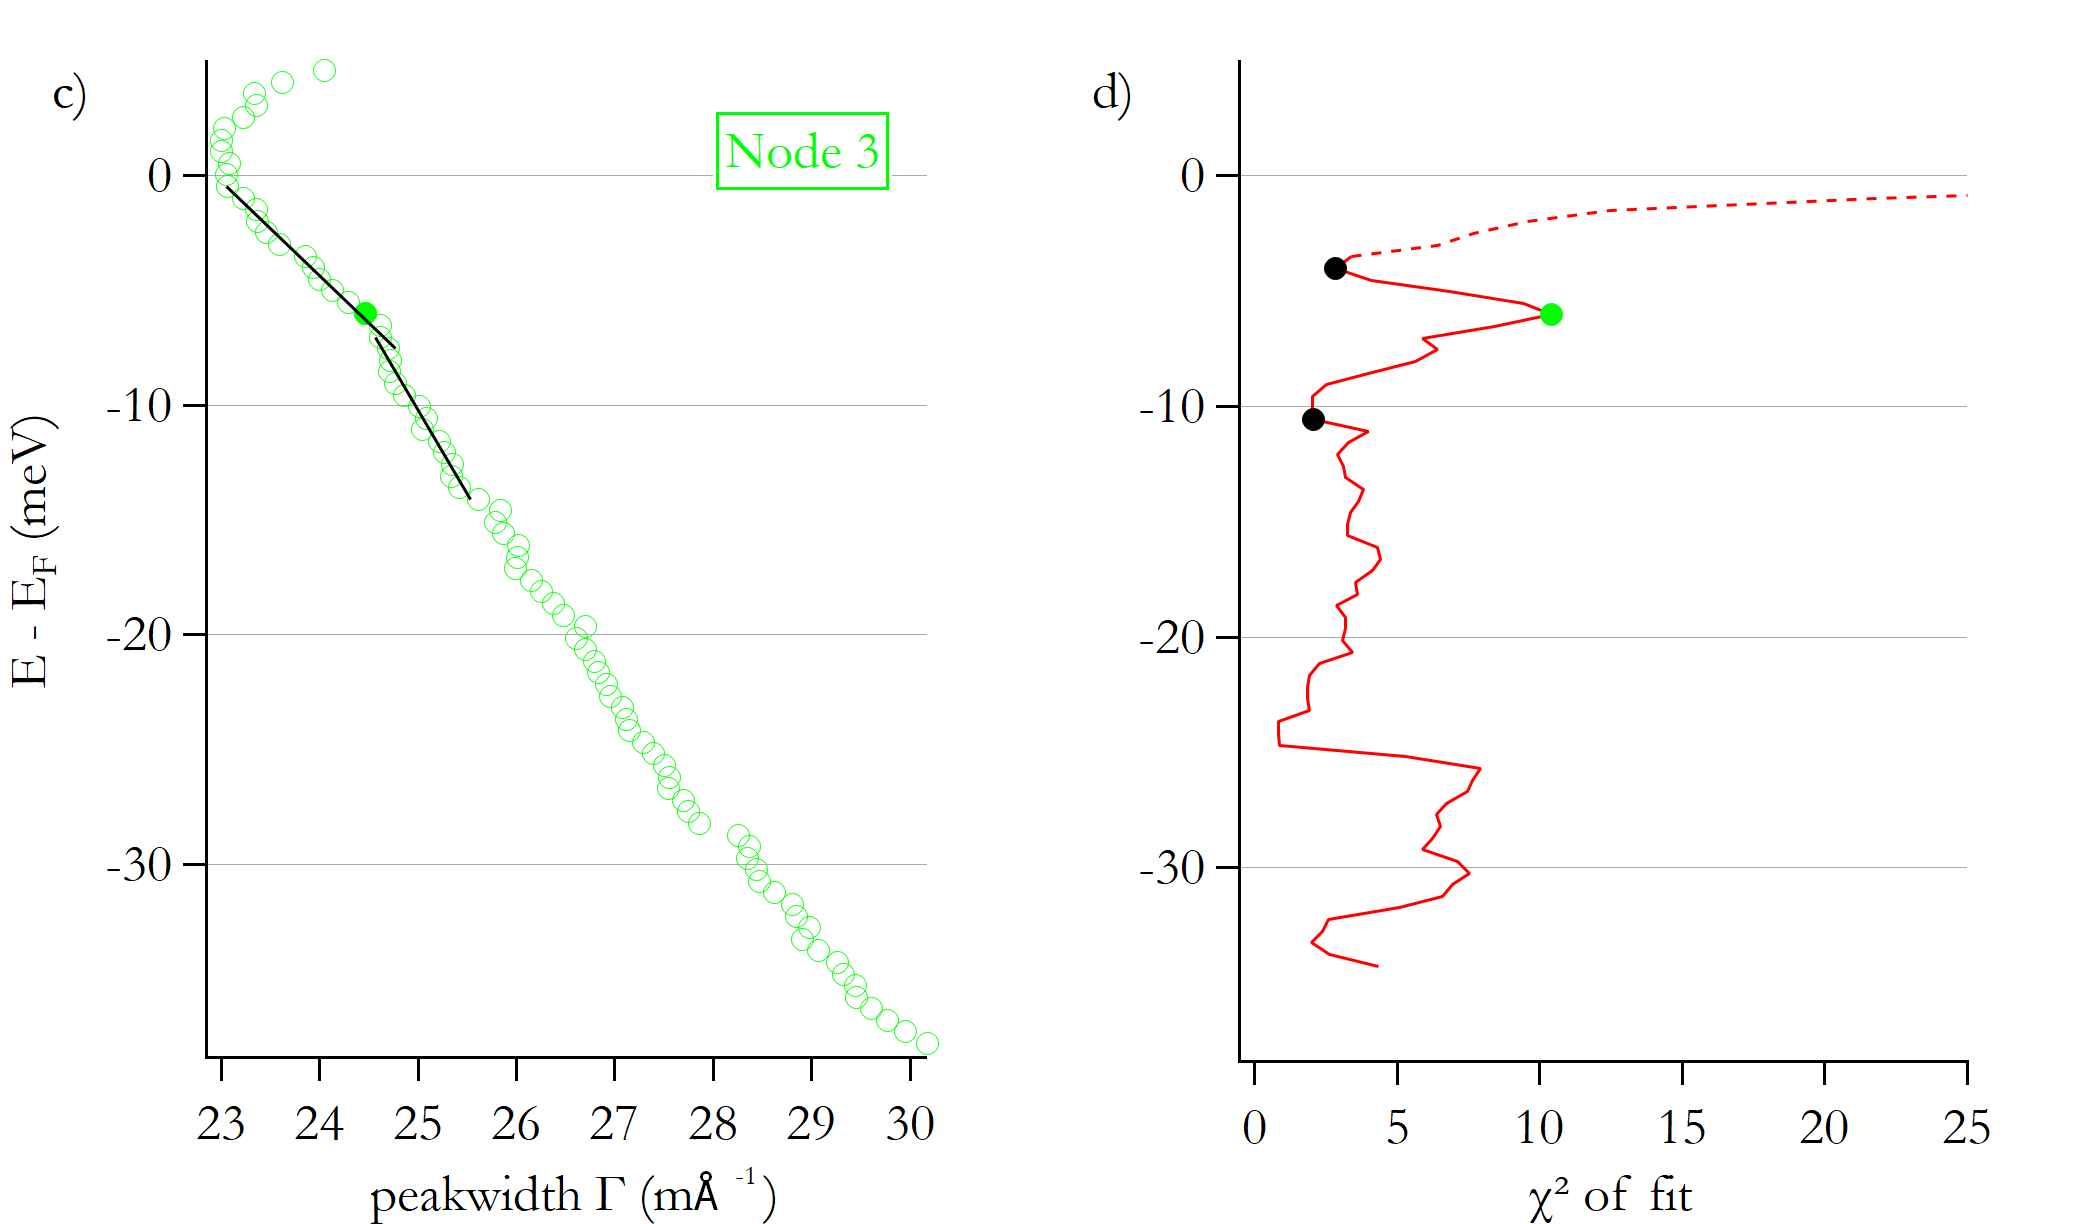 c)
Node 3
0
-10
-20
-30
E - E_F (meV)
23 24 25 26 27 28 29 30
peakwidth Γ (mÅ ⁻¹)
d)
0
-10
-20
-30
0 5 10 15 20 25
χ² of fit